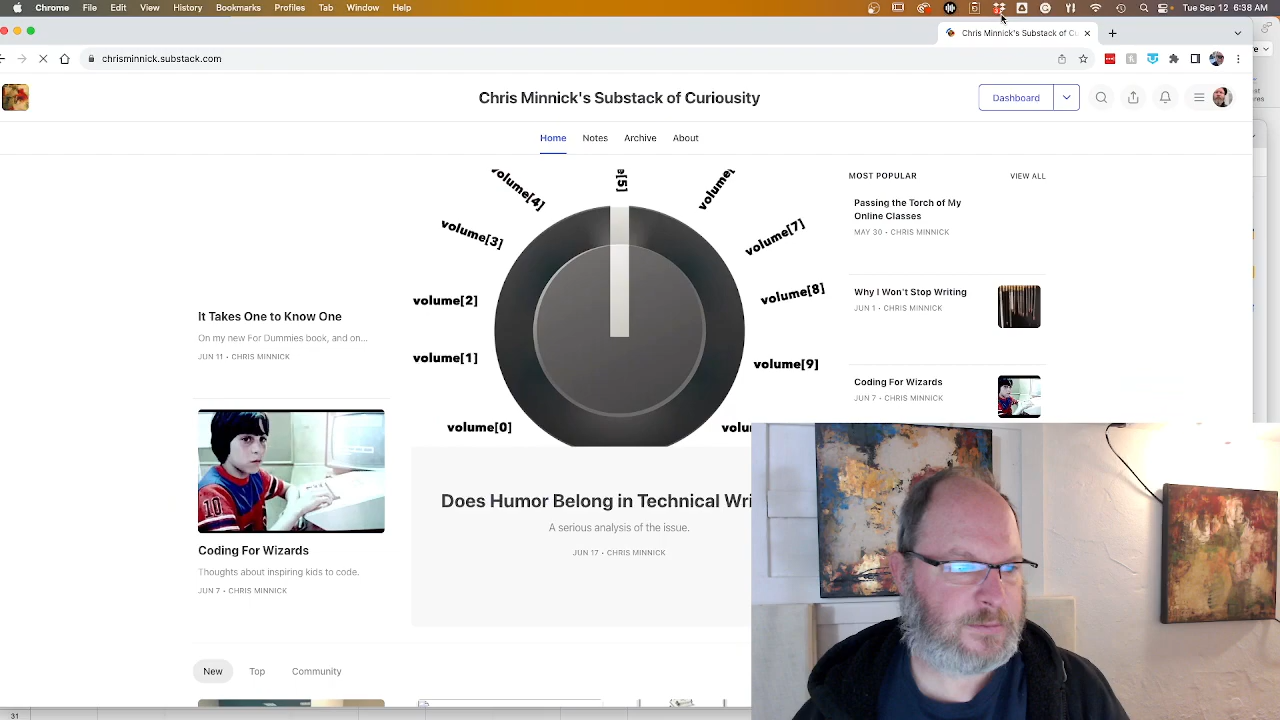 Chrome File Edit View History Bookmarks Profiles Tab Window Help
Tue Sep 12 6:38 AM
Chris Minnick's Substack of Cu
chrisminnick.substack.com
Chris Minnick's Substack of Curiousity
Dashboard
Home Notes Archive About
volume[0]
volume[1]
volume[2]
volume[3]
volume[4]
e[5]
volume[
volume[7]
volume[8]
volume[9]
volu
It Takes One to Know One
On my new For Dummies book, and on...
JUN 11 • CHRIS MINNICK
10
Coding For Wizards
Thoughts about inspiring kids to code.
JUN 7 • CHRIS MINNICK
Does Humor Belong in Technical Wri
A serious analysis of the issue.
JUN 17 • CHRIS MINNICK
MOST POPULAR VIEW ALL
Passing the Torch of My
Online Classes
MAY 30 • CHRIS MINNICK
Why I Won't Stop Writing
JUN 1 • CHRIS MINNICK
Coding For Wizards
JUN 7 • CHRIS MINNICK
New Top Community
31